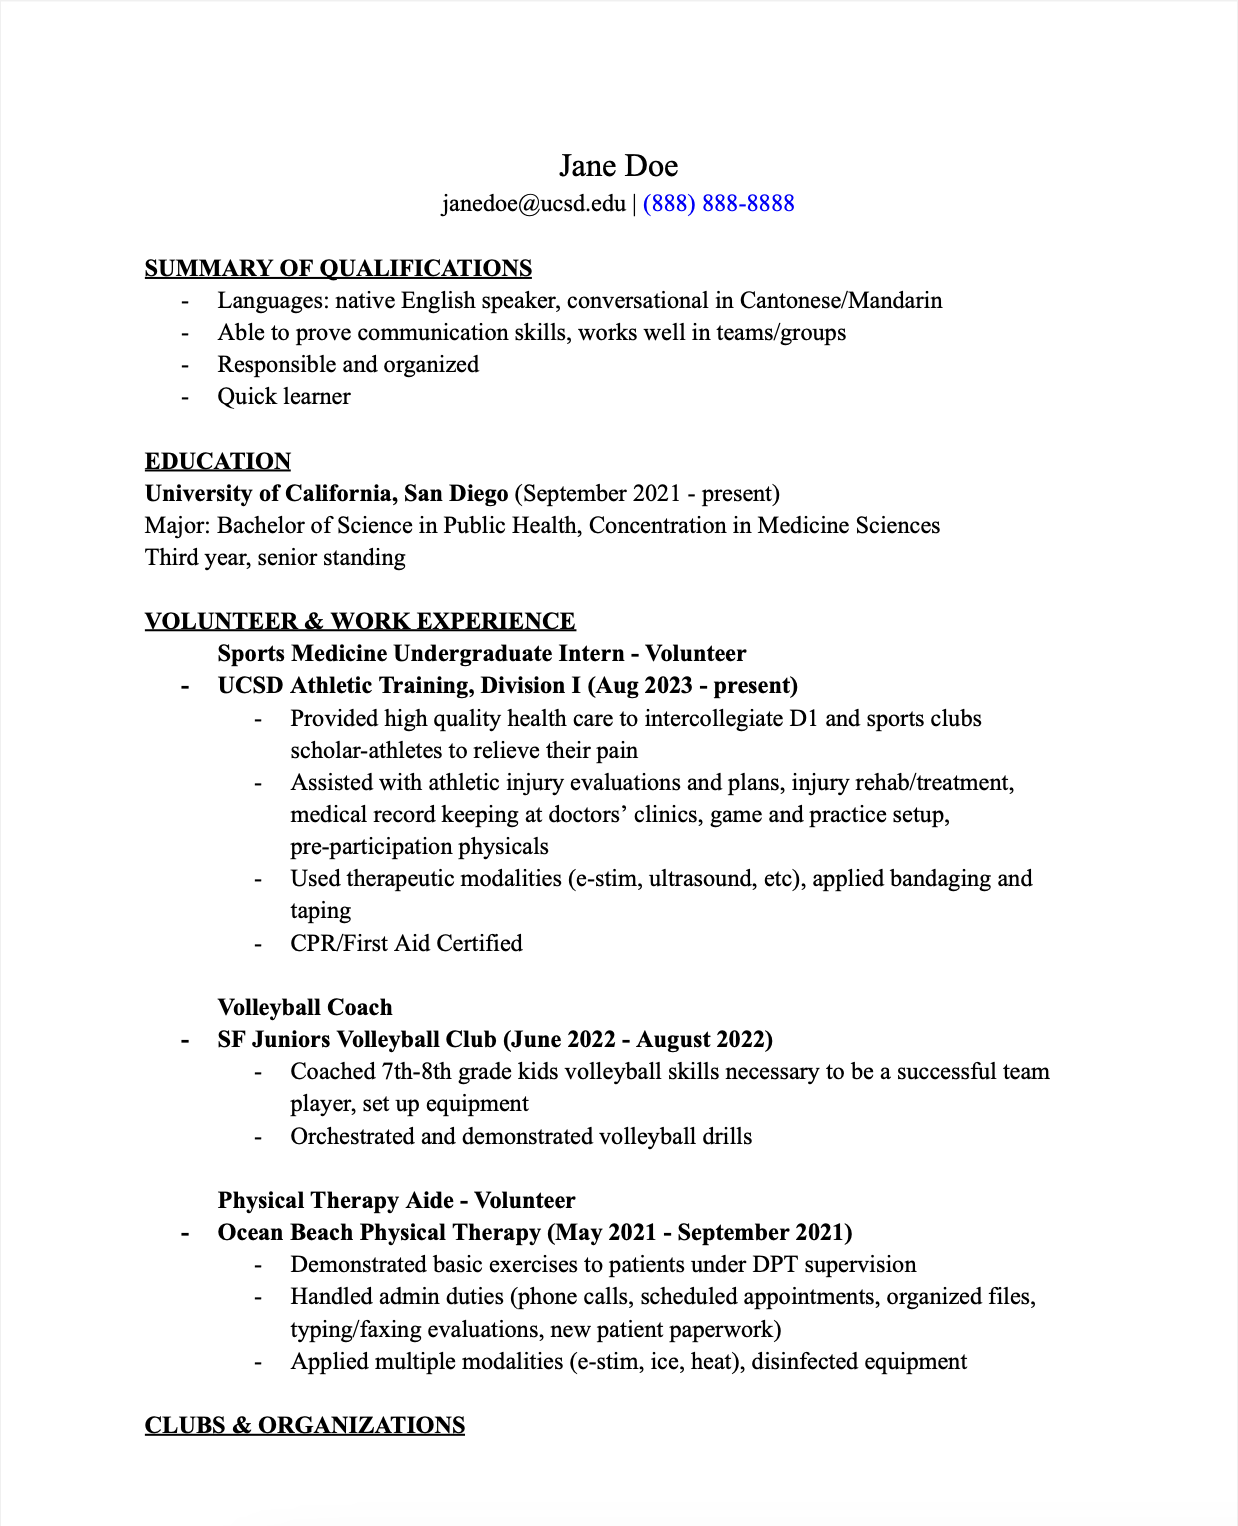 Jane Doe
janedoe@ucsd.edu | (888) 888-8888
SUMMARY OF QUALIFICATIONS
- Languages: native English speaker, conversational in Cantonese/Mandarin
- Able to prove communication skills, works well in teams/groups
- Responsible and organized
- Quick learner
EDUCATION
University of California, San Diego (September 2021 - present)
Major: Bachelor of Science in Public Health, Concentration in Medicine Sciences
Third year, senior standing
VOLUNTEER & WORK EXPERIENCE
Sports Medicine Undergraduate Intern - Volunteer
- UCSD Athletic Training, Division I (Aug 2023 - present)
- Provided high quality health care to intercollegiate D1 and sports clubs
scholar-athletes to relieve their pain
- Assisted with athletic injury evaluations and plans, injury rehab/treatment,
medical record keeping at doctors’ clinics, game and practice setup,
pre-participation physicals
- Used therapeutic modalities (e-stim, ultrasound, etc), applied bandaging and
taping
- CPR/First Aid Certified
Volleyball Coach
- SF Juniors Volleyball Club (June 2022 - August 2022)
- Coached 7th-8th grade kids volleyball skills necessary to be a successful team
player, set up equipment
- Orchestrated and demonstrated volleyball drills
Physical Therapy Aide - Volunteer
- Ocean Beach Physical Therapy (May 2021 - September 2021)
- Demonstrated basic exercises to patients under DPT supervision
- Handled admin duties (phone calls, scheduled appointments, organized files,
typing/faxing evaluations, new patient paperwork)
- Applied multiple modalities (e-stim, ice, heat), disinfected equipment
CLUBS & ORGANIZATIONS